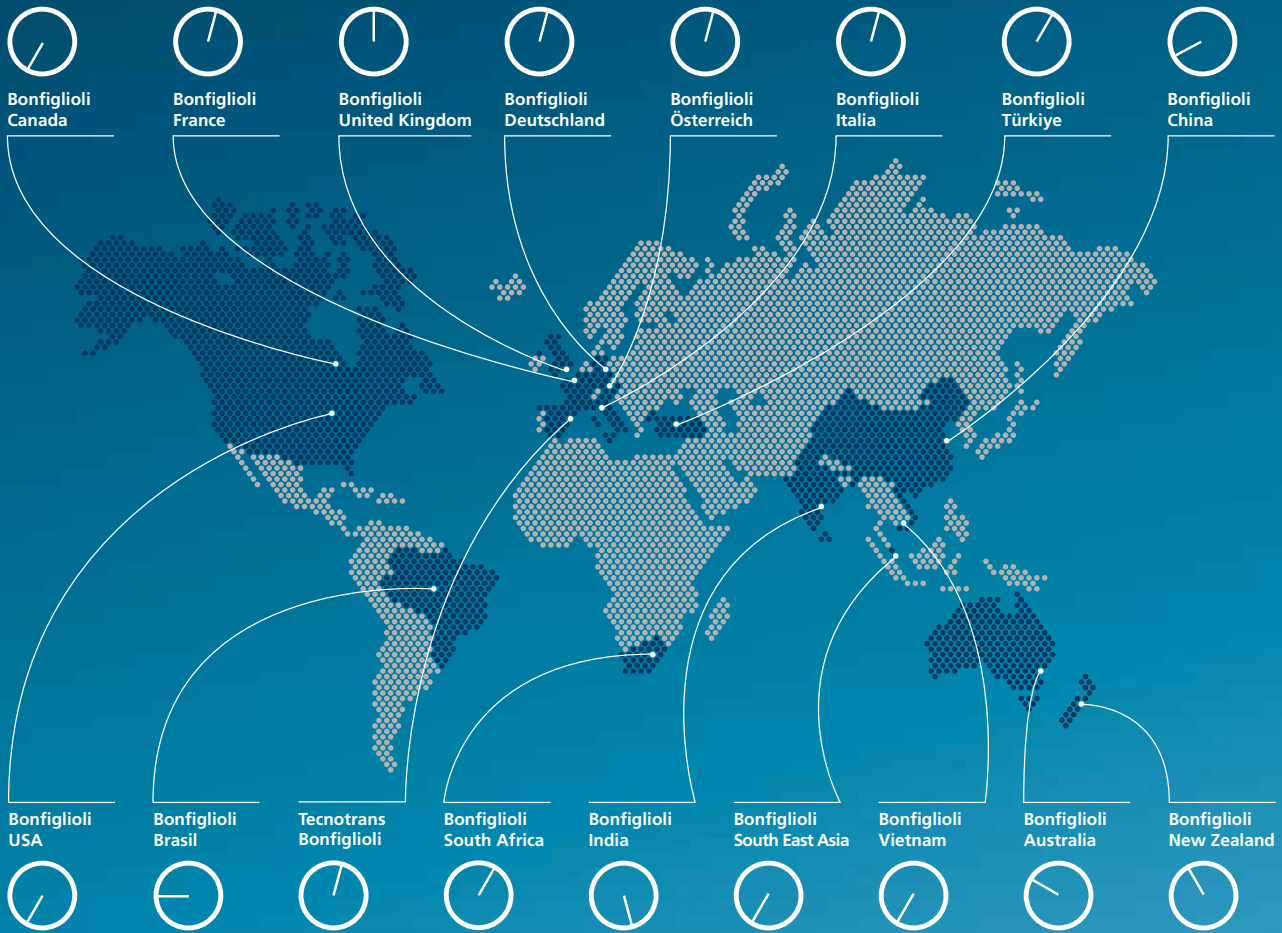 Bonfiglioli
Canada
Bonfiglioli
France
Bonfiglioli
United Kingdom
Bonfiglioli
Deutschland
Bonfiglioli
Österreich
Bonfiglioli
Italia
Bonfiglioli
Türkiye
Bonfiglioli
China
Bonfiglioli
USA
Bonfiglioli
Brasil
Tecnotrans
Bonfiglioli
Bonfiglioli
South Africa
Bonfiglioli
India
Bonfiglioli
South East Asia
Bonfiglioli
Vietnam
Bonfiglioli
Australia
Bonfiglioli
New Zealand